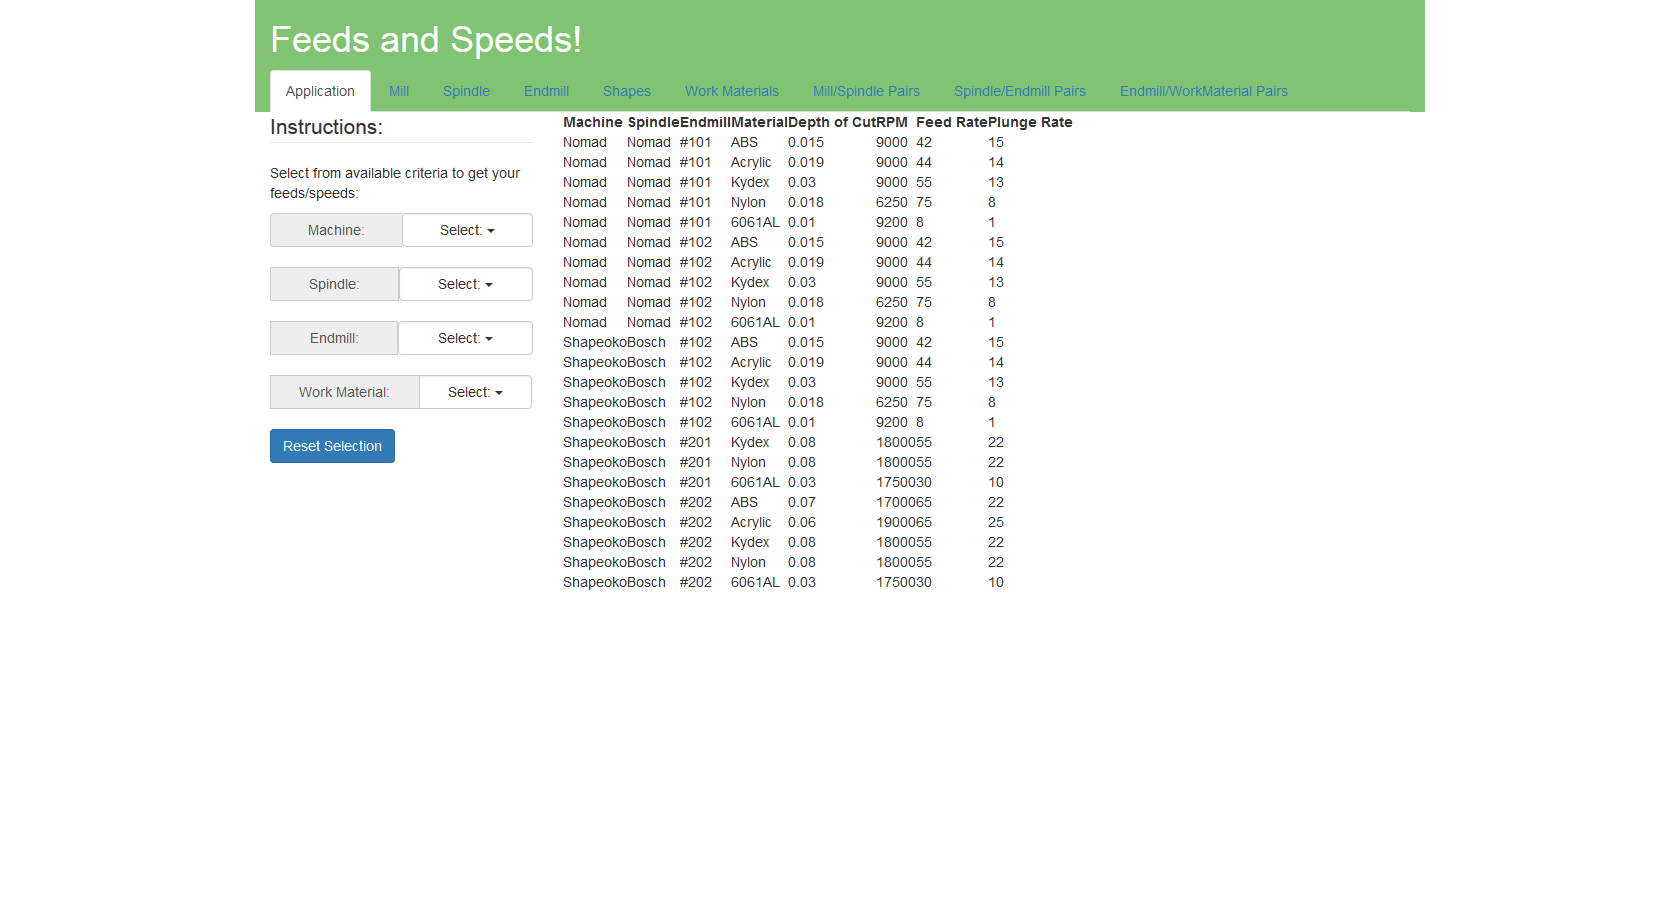 Feeds and Speeds!
Application Mill Spindle Endmill Shapes Work Materials Mill/Spindle Pairs Spindle/Endmill Pairs Endmill/WorkMaterial Pairs
Instructions:
Select from available criteria to get your
feeds/speeds:
Machine: Select:
Spindle: Select:
Endmill: Select:
Work Material: Select:
Reset Selection
Machine Spindle Endmill Material Depth of Cut RPM Feed Rate Plunge Rate
Nomad Nomad #101 ABS 0.015 9000 42 15
Nomad Nomad #101 Acrylic 0.019 9000 44 14
Nomad Nomad #101 Kydex 0.03 9000 55 13
Nomad Nomad #101 Nylon 0.018 6250 75 8
Nomad Nomad #101 6061AL 0.01 9200 8 1
Nomad Nomad #102 ABS 0.015 9000 42 15
Nomad Nomad #102 Acrylic 0.019 9000 44 14
Nomad Nomad #102 Kydex 0.03 9000 55 13
Nomad Nomad #102 Nylon 0.018 6250 75 8
Nomad Nomad #102 6061AL 0.01 9200 8 1
Shapeoko Bosch #102 ABS 0.015 9000 42 15
Shapeoko Bosch #102 Acrylic 0.019 9000 44 14
Shapeoko Bosch #102 Kydex 0.03 9000 55 13
Shapeoko Bosch #102 Nylon 0.018 6250 75 8
Shapeoko Bosch #102 6061AL 0.01 9200 8 1
Shapeoko Bosch #201 Kydex 0.08 18000 55 22
Shapeoko Bosch #201 Nylon 0.08 18000 55 22
Shapeoko Bosch #201 6061AL 0.03 17500 30 10
Shapeoko Bosch #202 ABS 0.07 17000 65 22
Shapeoko Bosch #202 Acrylic 0.06 19000 65 25
Shapeoko Bosch #202 Kydex 0.08 18000 55 22
Shapeoko Bosch #202 Nylon 0.08 18000 55 22
Shapeoko Bosch #202 6061AL 0.03 17500 30 10